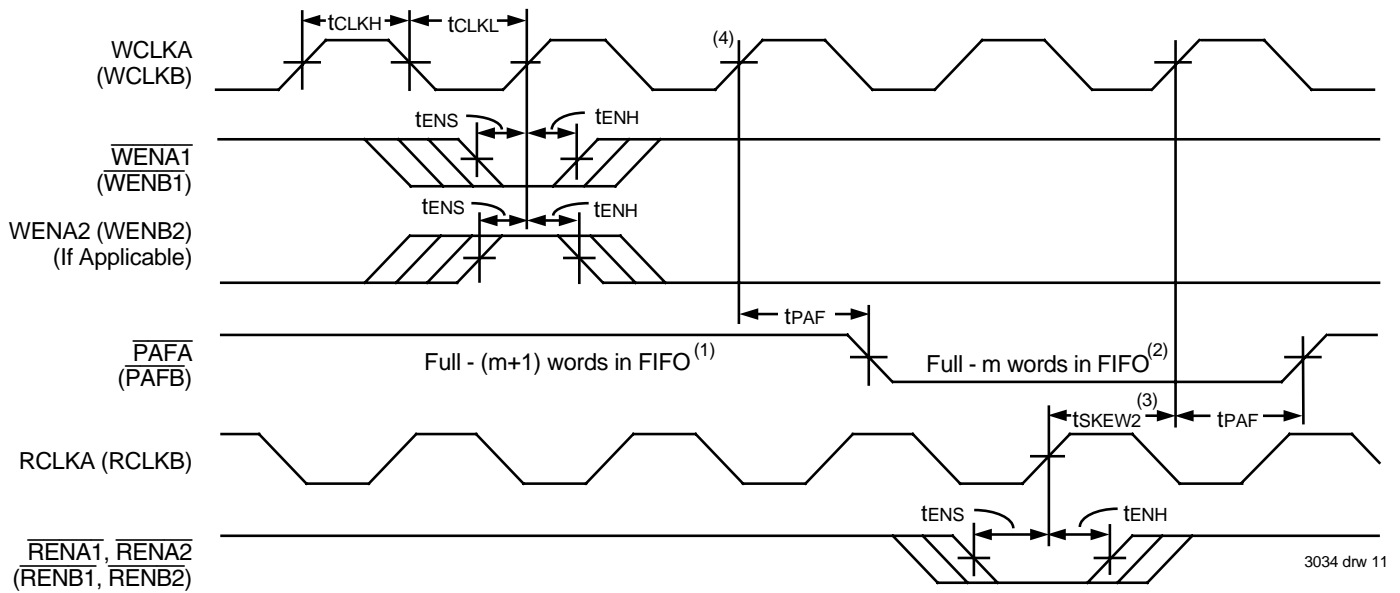 tCLKH
tCLKL
(4)
WCLKA
(WCLKB)
tENS
tENH
WENA1
(WENB1)
tENS
tENH
WENA2 (WENB2)
(If Applicable)
tPAF
PAFA
(PAFB)
Full - (m+1) words in FIFO (1)
Full - m words in FIFO (2)
tSKEW2 (3)
tPAF
RCLKA (RCLKB)
tENS
tENH
RENA1, RENA2
(RENB1, RENB2)
3034 drw 11